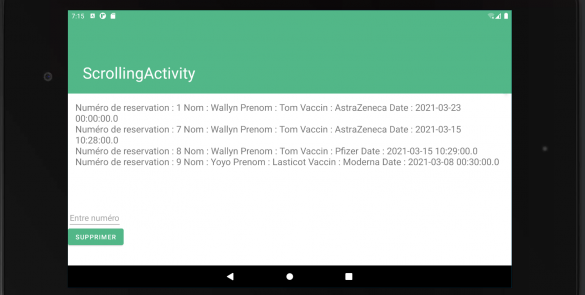 7:15
ScrollingActivity
Numéro de reservation : 1 Nom : Wallyn Prenom : Tom Vaccin : AstraZeneca Date : 2021-03-23
00:00:00.0
Numéro de reservation : 7 Nom : Wallyn Prenom : Tom Vaccin : AstraZeneca Date : 2021-03-15
10:28:00.0
Numéro de reservation : 8 Nom : Wallyn Prenom : Tom Vaccin : Pfizer Date : 2021-03-15 10:29:00.0
Numéro de reservation : 9 Nom : Yoyo Prenom : Lasticot Vaccin : Moderna Date : 2021-03-08 00:30:00.0
Entre numéro
SUPPRIMER